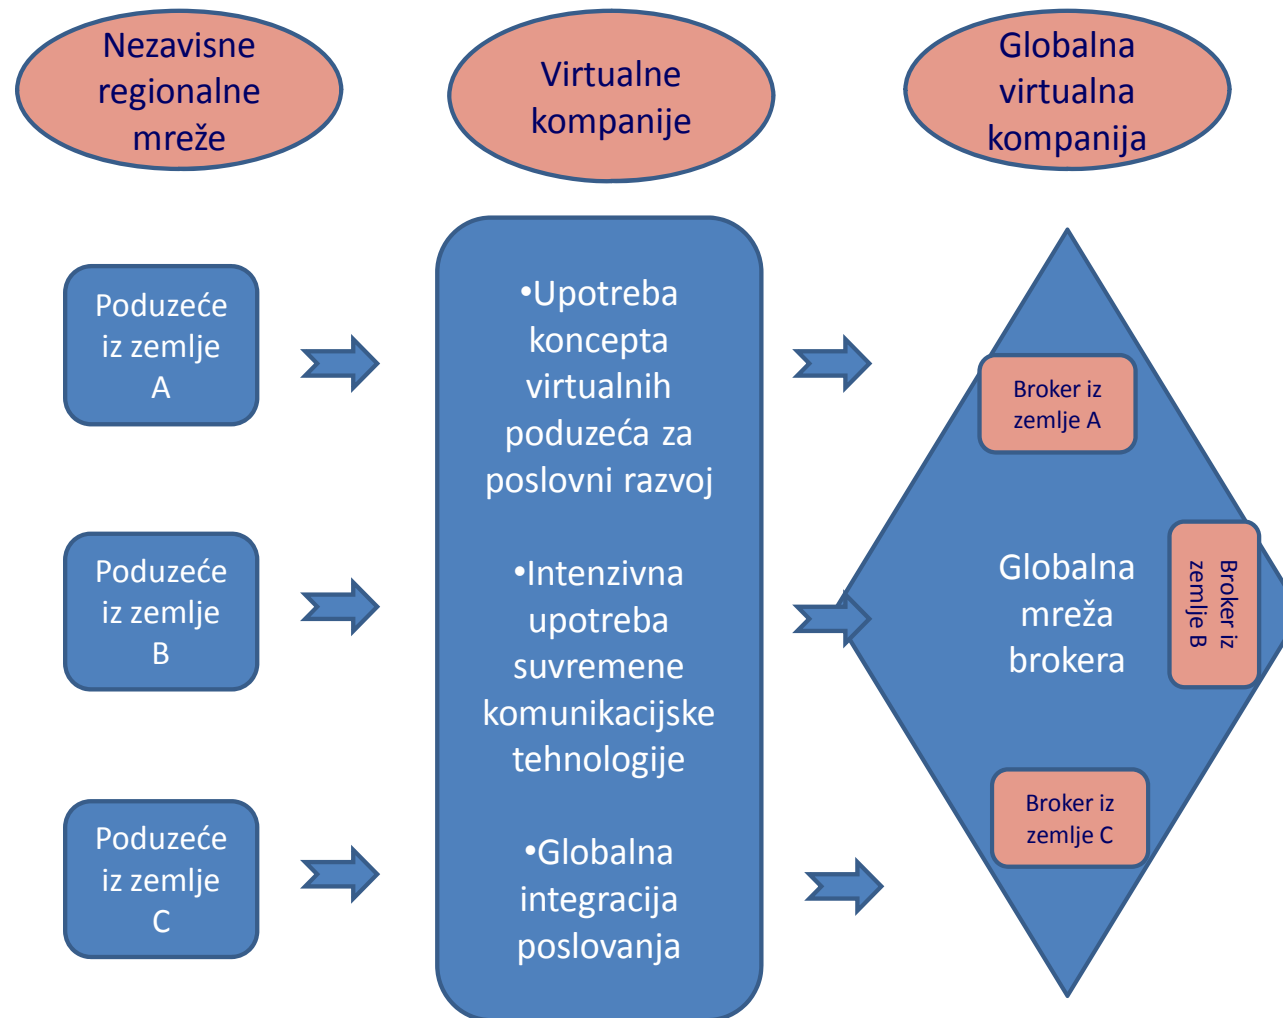 Nezavisne
regionalne
mreže
Virtualne
kompanije
Globalna
virtualna
kompanija
Poduzeće
iz zemlje
A
Poduzeće
iz zemlje
B
Poduzeće
iz zemlje
C
•Upotreba
koncepta
virtualnih
poduzeća za
poslovni razvoj
•Intenzivna
upotreba
suvremene
komunikacijske
tehnologije
•Globalna
integracija
poslovanja
Broker iz
zemlje A
Globalna
mreža
brokera
Broker iz
zemlje B
Broker iz
zemlje C